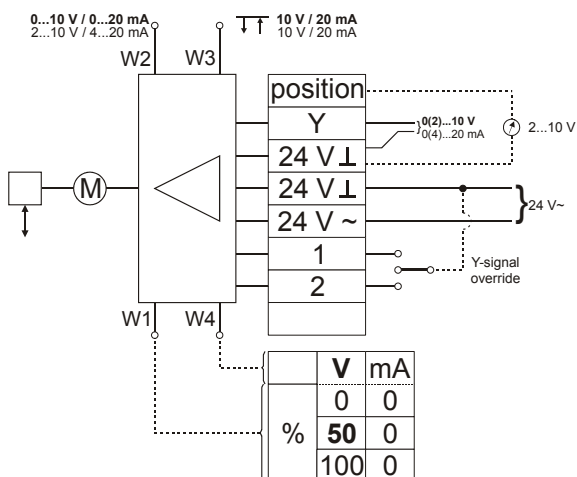 0...10 V / 0...20 mA
2...10 V / 4...20 mA
10 V / 20 mA
10 V / 20 mA
W2
W3
position
Y
0(2)...10 V
0(4)...20 mA
2...10 V
24 V ⊥
24 V ⊥
M
24 V ~
24 V~
1
2
Y-signal
override
W1
W4
V mA
0 0
% 50 0
100 0